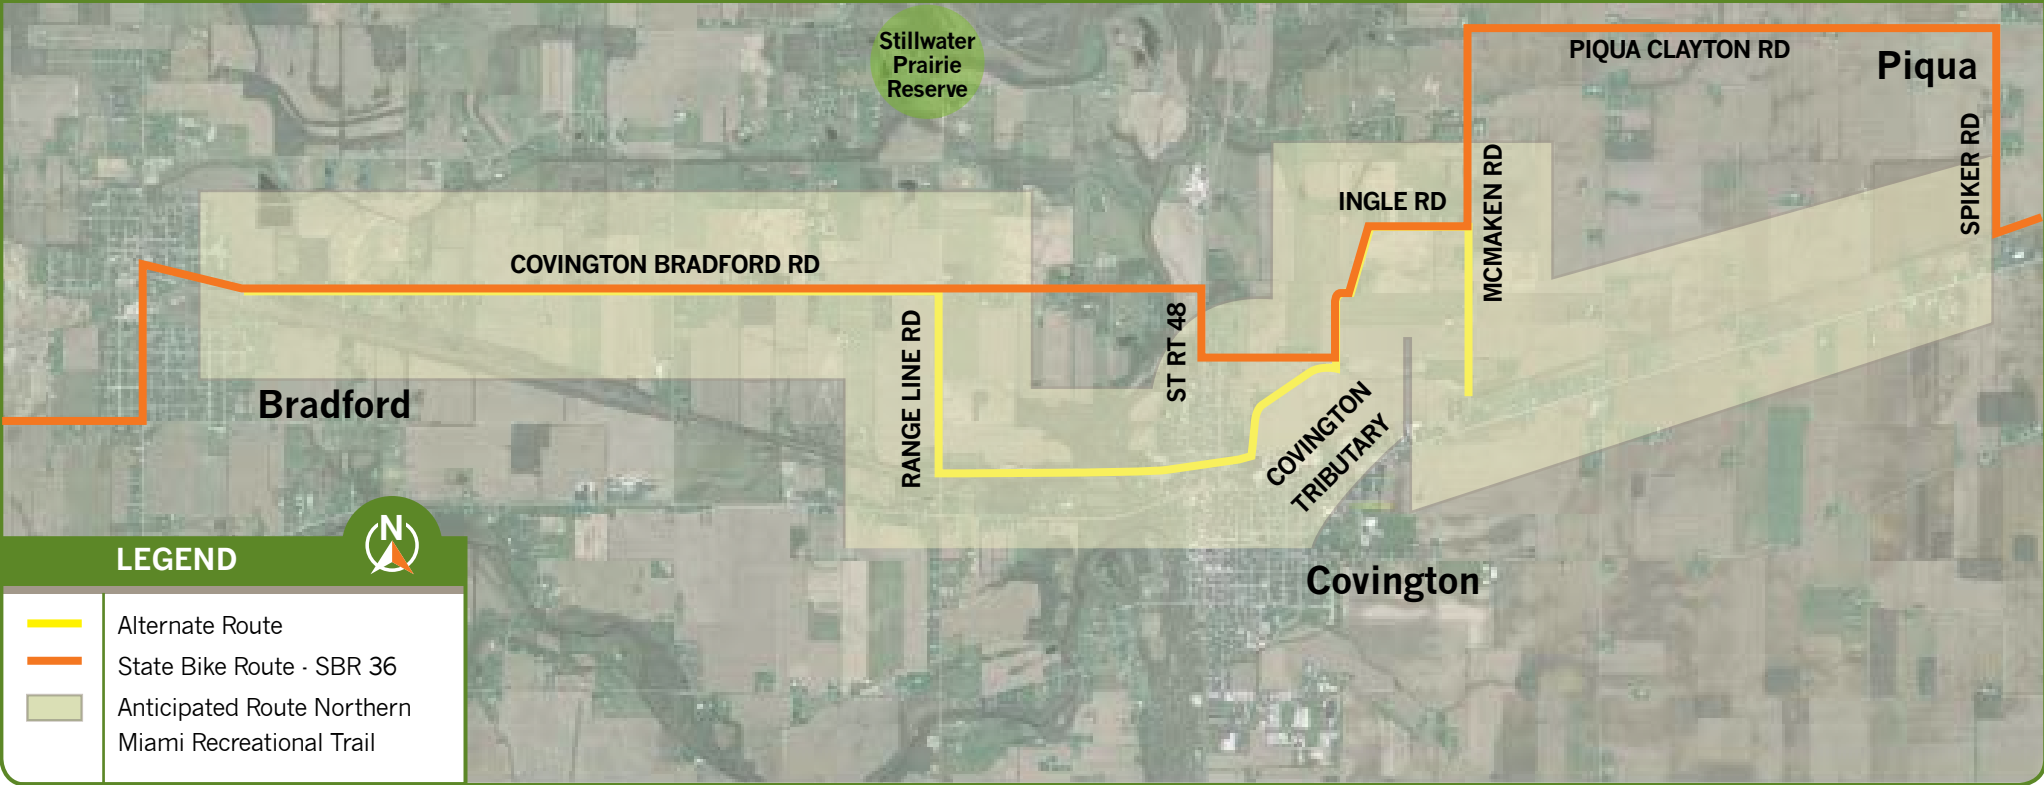 Stillwater
Prairie
Reserve
PIQUA CLAYTON RD
Piqua
SPIKER RD
MCMAKEN RD
INGLE RD
COVINGTON BRADFORD RD
ST RT 48
RANGE LINE RD
Bradford
COVINGTON
TRIBUTARY
Covington
N
LEGEND
Alternate Route
State Bike Route - SBR 36
Anticipated Route Northern
Miami Recreational Trail